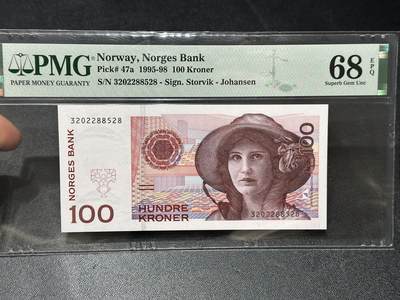 PMG
PAPER MONEY GUARANTY
Norway, Norges Bank
Pick# 47a 1995-98 100 Kroner
S/N 3202288528 - Sign. Storvik - Johansen
68
EPQ
Superb Gem Unc
3202288528
NORGES BANK
100
100
HUNDRE
KRONER
3202288528